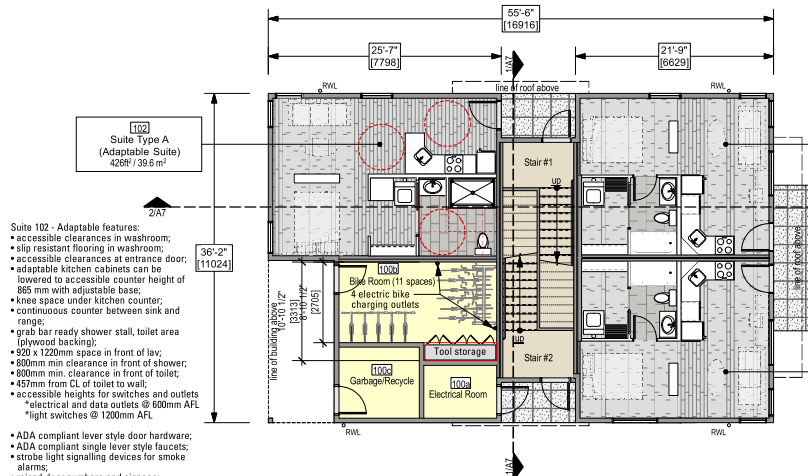 55'-6"
[16916]
25'-7"
[7798]
21'-9"
[6629]
1/A7
RWL
line of roof above
RWL
102
Suite Type A
(Adaptable Suite)
426ft² / 39.6 m²
Stair #1
UP
2/A7
36'-2"
[11024]
Suite 102 - Adaptable features:
• accessible clearances in washroom;
• slip resistant flooring in washroom;
• accessible clearances at entrance door;
• adaptable kitchen cabinets can be
lowered to accessible counter height of
865 mm with adjustable base;
• knee space under kitchen counter;
• continuous counter between sink and
range;
• grab bar ready shower stall, toilet area
(plywood backing);
• 920 x 1220mm space in front of lav;
• 800mm min clearance in front of shower;
• 800mm min. clearance in front of toilet;
• 457mm from CL of toilet to wall;
• accessible heights for switches and outlets
*electrical and data outlets @ 600mm AFL
*light switches @ 1200mm AFL
• ADA compliant lever style door hardware;
• ADA compliant single lever style faucets;
• strobe light signalling devices for smoke
alarms;
line of building above
10'-10 1/2"
[3313]
8'-10 1/2"
[2705]
100b
Bike Room (11 spaces)
4 electric bike
charging outlets
Tool storage
UP
Stair #2
100c
Garbage/Recycle
100a
Electrical Room
line of roof above
RWL
RWL
1/A7